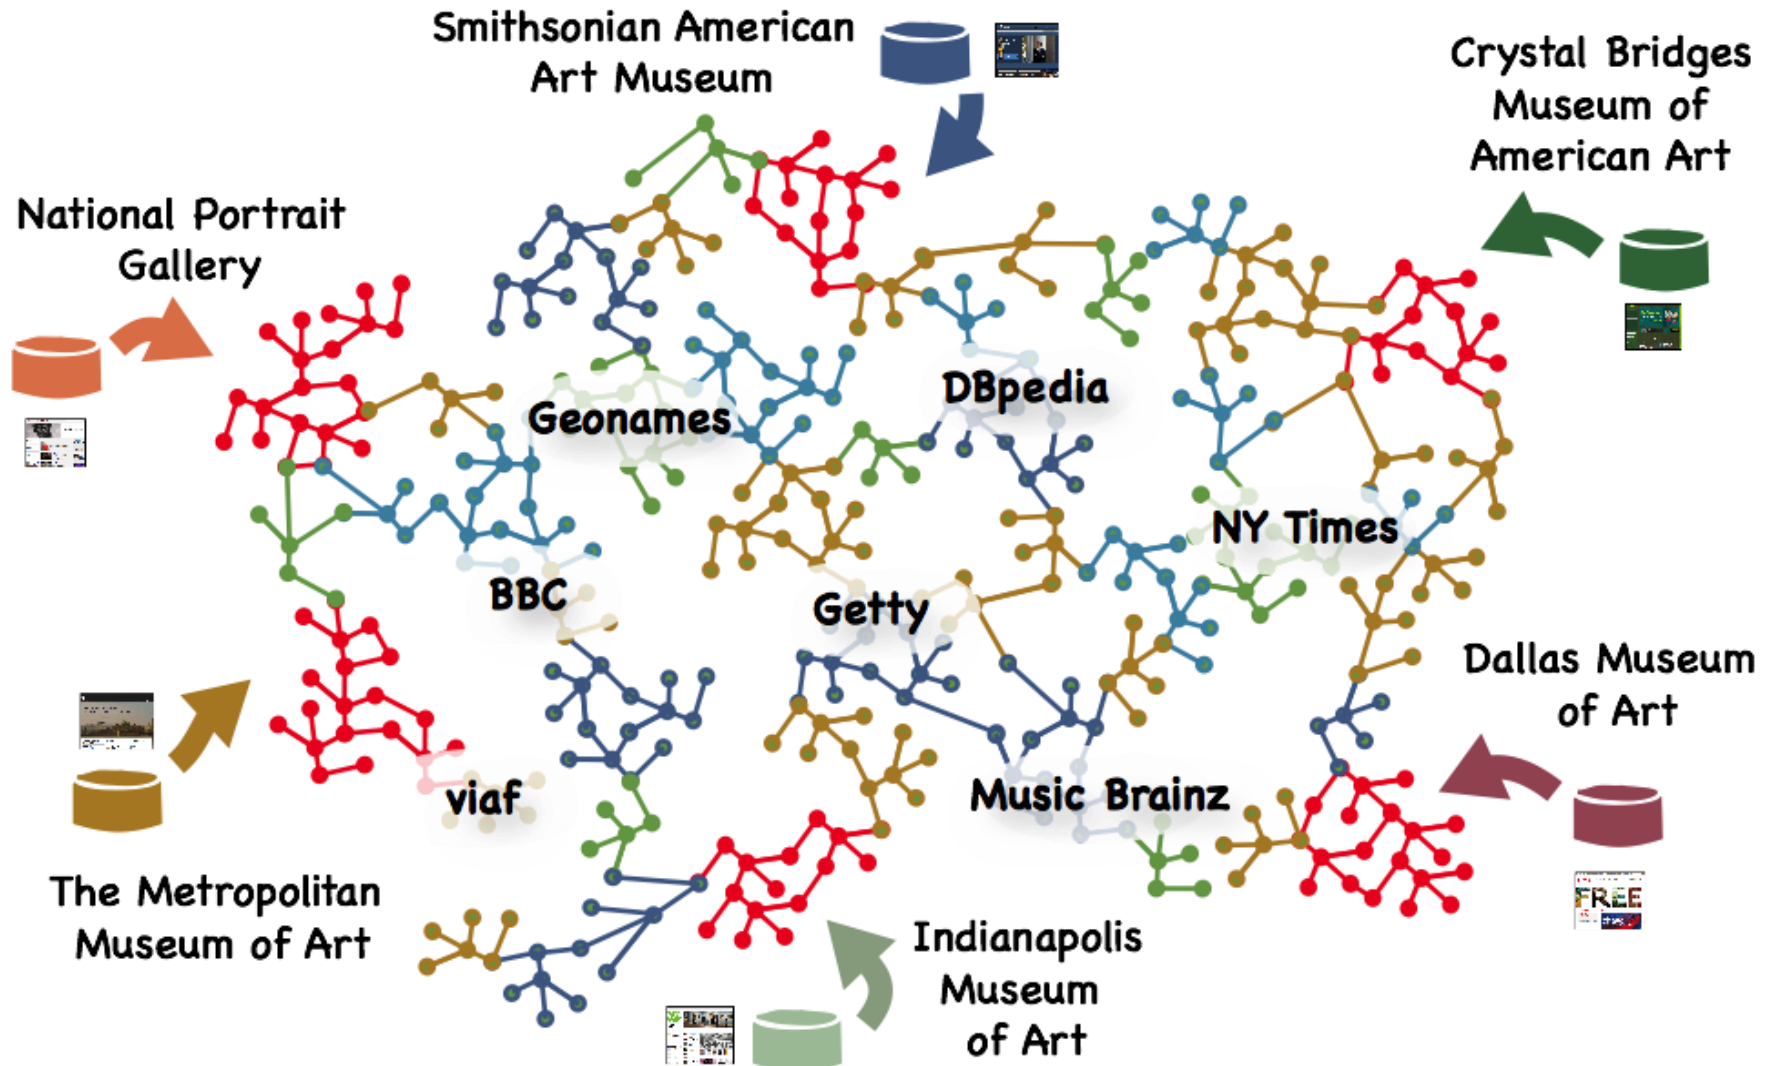 Smithsonian American
Art Museum
Crystal Bridges
Museum of
American Art
National Portrait
Gallery
DBpedia
Geonames
NY Times
BBC
Getty
Dallas Museum
of Art
viaf
Music Brainz
The Metropolitan
Museum of Art
FREE
Indianapolis
Museum
of Art